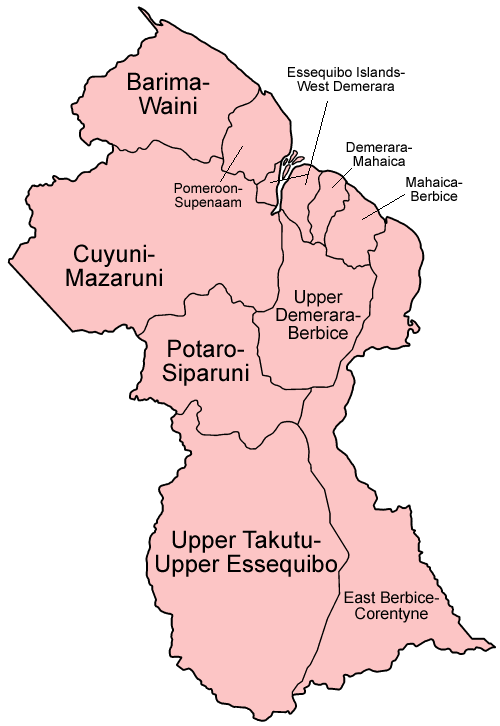 Barima-
Waini
Essequibo Islands-
West Demerara
Demerara-
Mahaica
Mahaica-
Berbice
Pomeroon-
Supenaam
Cuyuni-
Mazaruni
Upper
Demerara-
Berbice
Potaro-
Siparuni
Upper Takutu-
Upper Essequibo
East Berbice-
Corentyne